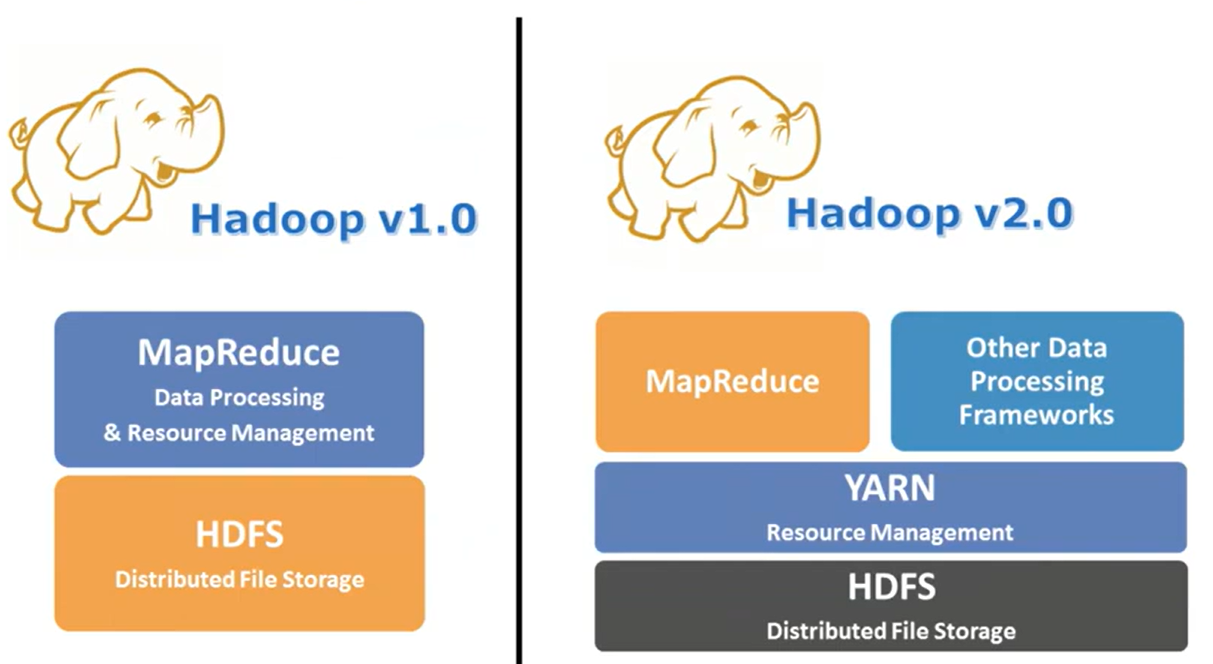 Hadoop v1.0
MapReduce
Data Processing
& Resource Management
HDFS
Distributed File Storage
Hadoop v2.0
MapReduce
Other Data
Processing
Frameworks
YARN
Resource Management
HDFS
Distributed File Storage